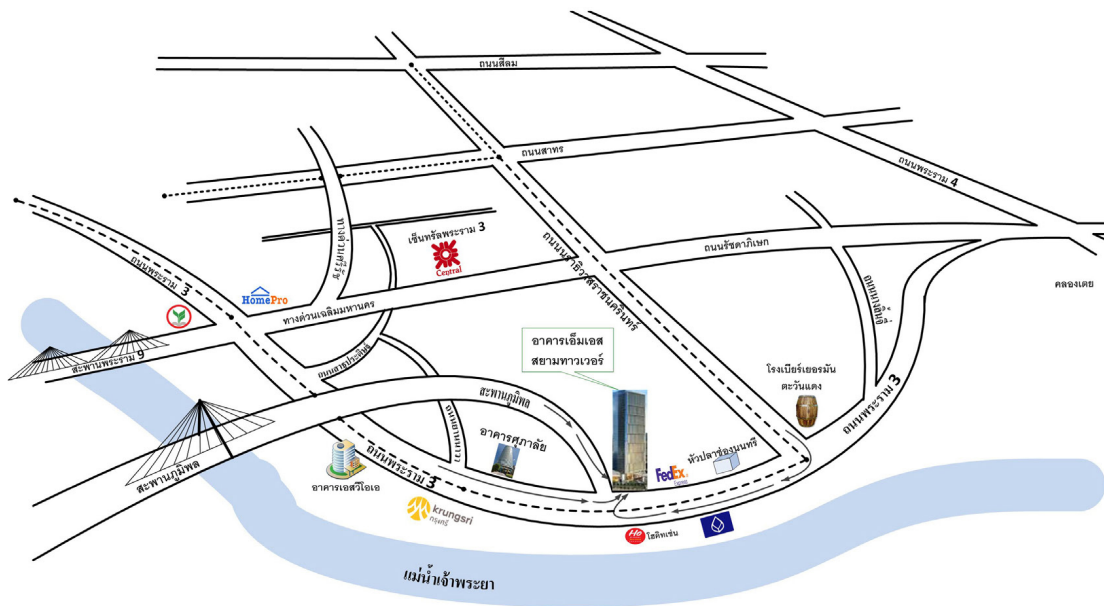 ถนนสีลม
ถนนสาทร
ถนนพระราม 4
เซ็นทรัลพระราม 3
Central
ถนนรัชดาภิเษก
ถนนนราธิวาสราชนครินทร์
ถนนพระราม 3
ทางด่วนศรีรัช
คลองเตย
HomePro
ทางด่วนเฉลิมมหานคร
สะพานพระราม 9
อาคารเอ็มเอส
สยามทาวเวอร์
โรงเบียร์เยอรมัน
ตะวันแดง
ถนนพระราม 3
สะพานภูมิพล
อาคารศุภาลัย
หัวปลาช่องนนทรี
FedEx
Express
สะพานภูมิพล
ถนนพระราม 3
อาคารเอสวีโอเอ
krungsri
กรุงศรี
Ho
โฮคิทเช่น
แม่น้ำเจ้าพระยา